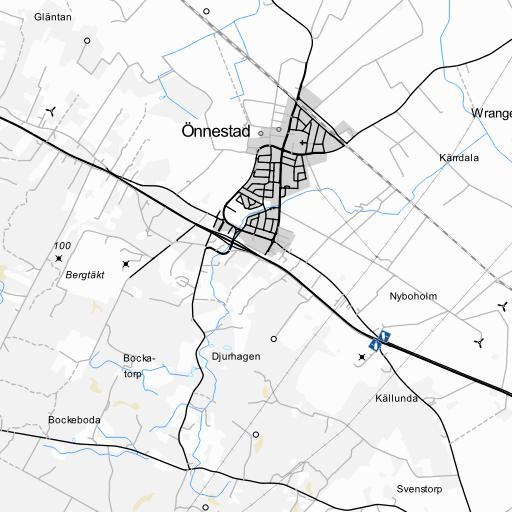 Gläntan
Önnestad
Wrange
Kärrdala
100
Bergtäkt
Nyboholm
Bocka-
torp
Djurhagen
Källunda
Bockeboda
Svenstorp